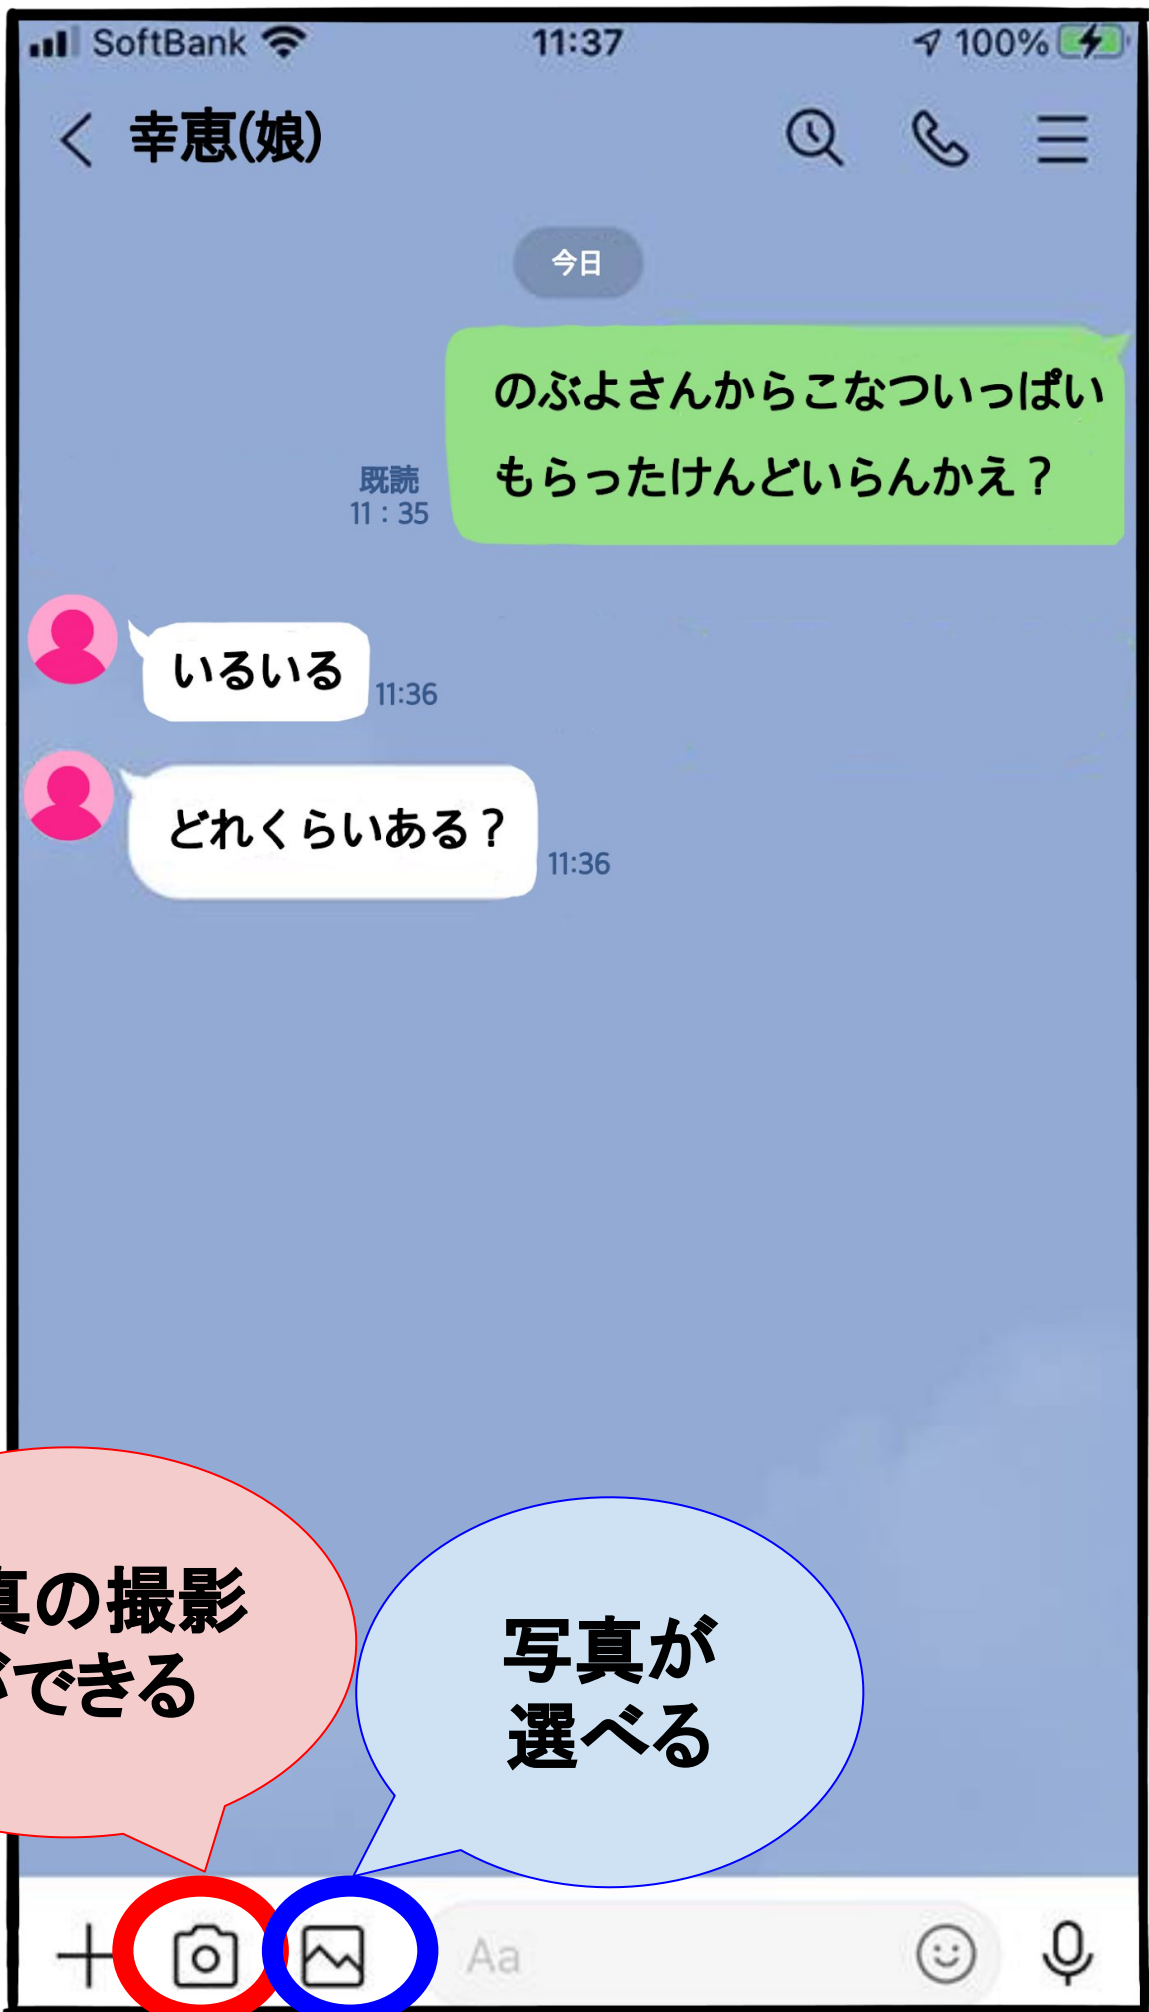 SoftBank 11:37 100%
幸恵(娘)
今日
のぶよさんからこなついっぱい
もらったけんどいらんかえ？
既読
11：35
いるいる
11:36
どれくらいある？
11:36
真の撮影
ができる
写真が
選べる
Aa